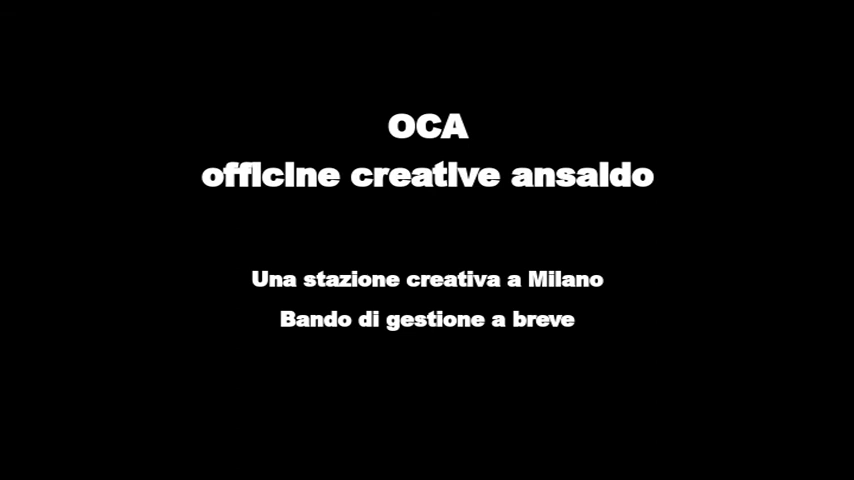 OCA
officine creative ansaldo
Una stazione creativa a Milano
Bando di gestione a breve